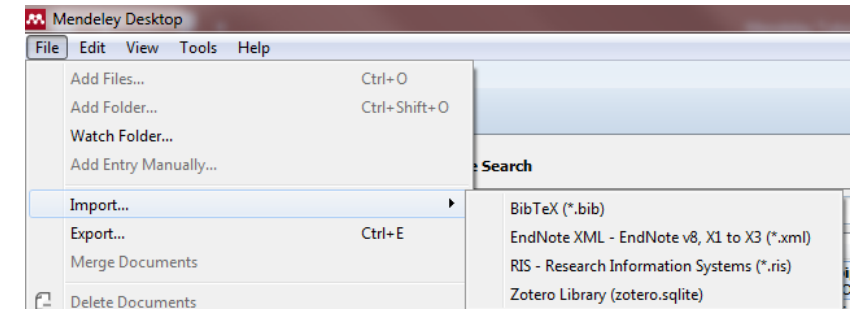 Mendeley Desktop
File Edit View Tools Help
Add Files... Ctrl+O
Add Folder... Ctrl+Shift+O
Watch Folder...
Add Entry Manually...
Search
Import...
Export... Ctrl+E
Merge Documents
Delete Documents
BibTeX (*.bib)
EndNote XML - EndNote v8, X1 to X3 (*.xml)
RIS - Research Information Systems (*.ris)
Zotero Library (zotero.sqlite)